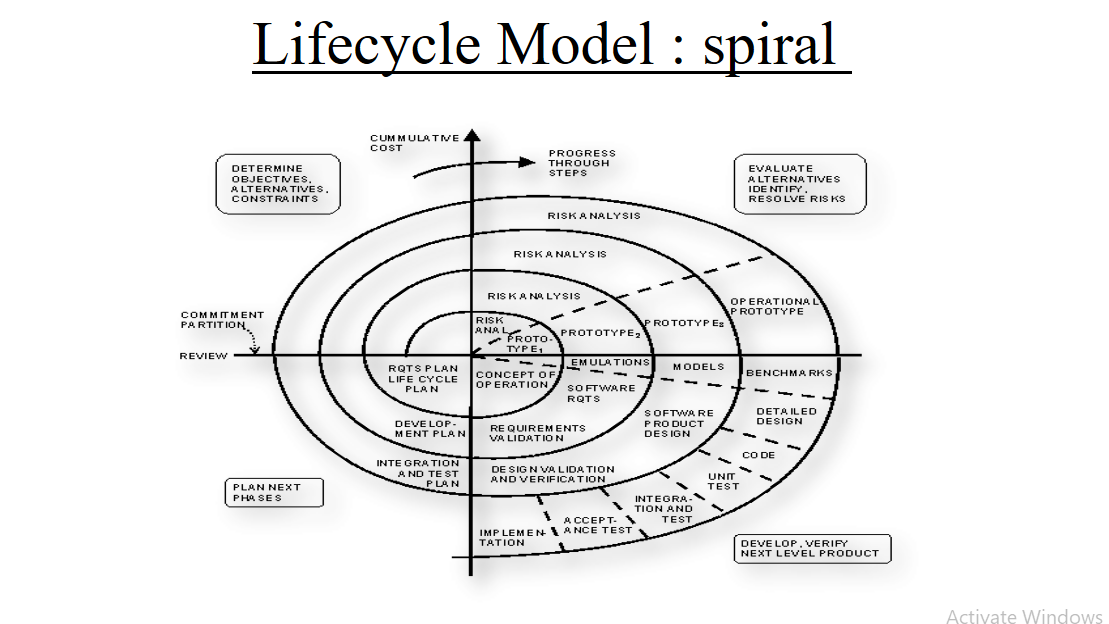 Lifecycle Model : spiral
CUMMULATIVE
COST
PROGRESS
THROUGH
STEPS
DETERMINE
OBJECTIVES,
ALTERNATIVES,
CONSTRAINTS
EVALUATE
ALTERNATIVES
IDENTIFY,
RESOLVE RISKS
RISK ANALYSIS
RISK ANALYSIS
RISK ANALYSIS
RISK
ANAL.
PROTO-
TYPE1
PROTOTYPE2
PROTOTYPE3
OPERATIONAL
PROTOTYPE
COMMITMENT
PARTITION
REVIEW
RQTS PLAN
LIFE CYCLE
PLAN
CONCEPT OF
OPERATION
EMULATIONS
MODELS
BENCHMARKS
SOFTWARE
RQTS
SOFTWARE
PRODUCT
DESIGN
DETAILED
DESIGN
DEVELOP-
MENT PLAN
REQUIREMENTS
VALIDATION
CODE
UNIT
TEST
INTEGRATION
AND TEST
PLAN
DESIGN VALIDATION
AND VERIFICATION
INTEGRA-
TION AND
TEST
ACCEPT-
ANCE TEST
IMPLEMEN-
TATION
PLAN NEXT
PHASES
DEVELOP, VERIFY
NEXT LEVEL PRODUCT
Activate Windows